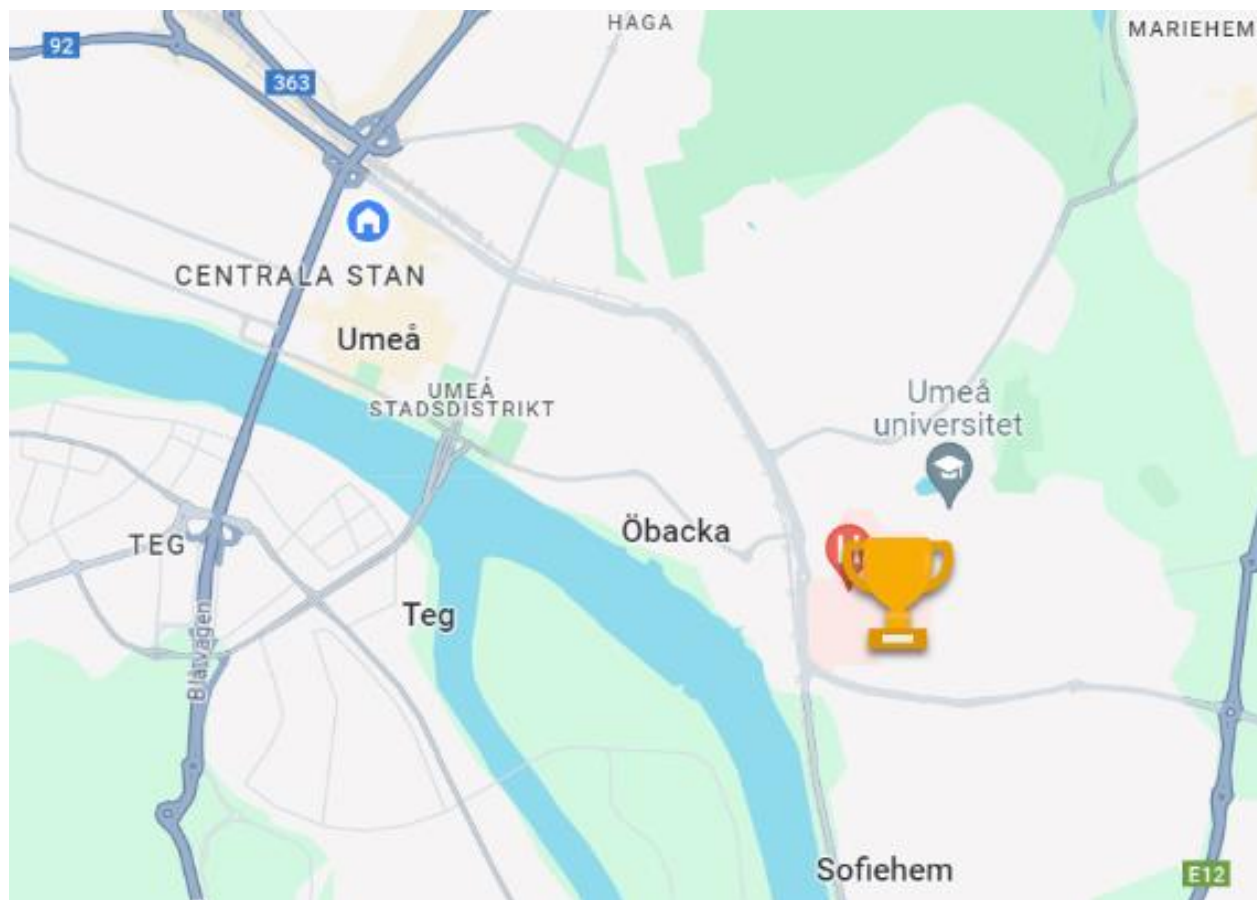 HAGA
MARIEHEM
92
363
CENTRALA STAN
Umeå
UMEÅ
STADSDISTRIKT
Umeå
universitet
Öbacka
TEG
Teg
Blåvägen
Sofiehem
E12